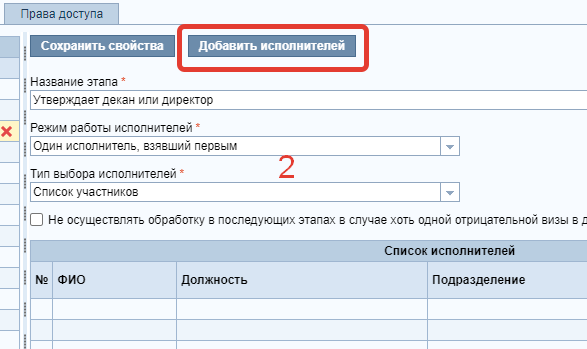 Права доступа
Сохранить свойства Добавить исполнителей
Название этапа *
Утверждает декан или директор
Режим работы исполнителей *
Один исполнитель, взявший первым
2
Тип выбора исполнителей *
Список участников
Не осуществлять обработку в последующих этапах в случае хоть одной отрицательной визы в д
Список исполнителей
№ ФИО Должность Подразделение